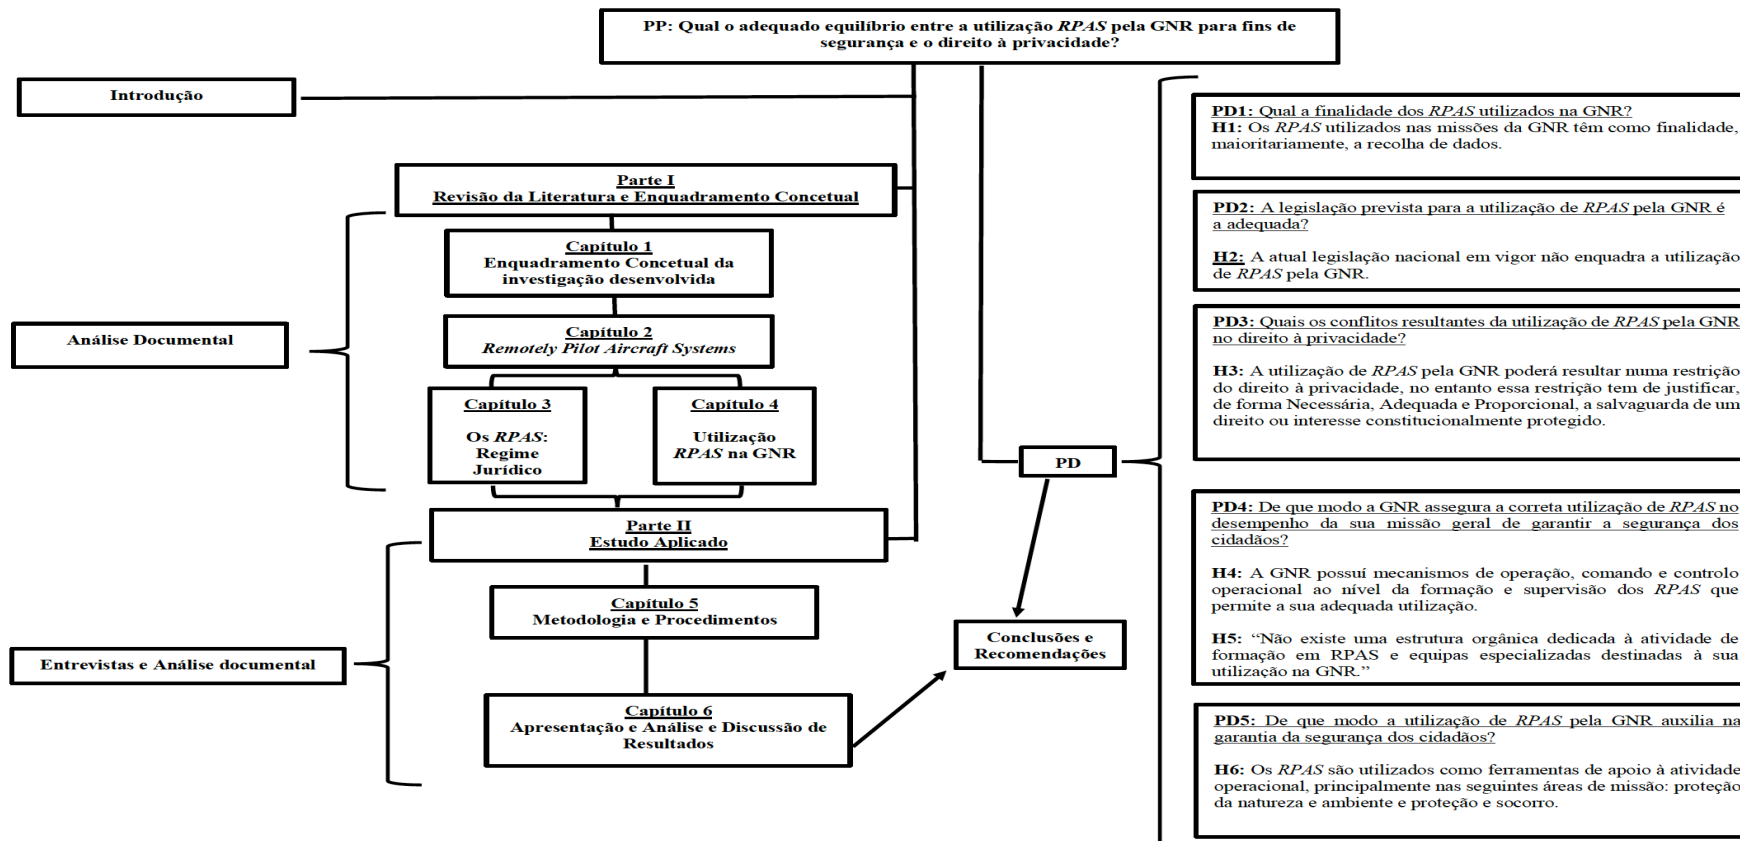 PP: Qual o adequado equilíbrio entre a utilização RPAS pela GNR para fins de
segurança e o direito à privacidade?
Introdução
Parte I
Revisão da Literatura e Enquadramento Concetual
Capítulo 1
Enquadramento Concetual da
investigação desenvolvida
Análise Documental
Capítulo 2
Remotely Pilot Aircraft Systems
Capítulo 3
Os RPAS:
Regime
Jurídico
Capítulo 4
Utilização
RPAS na GNR
Parte II
Estudo Aplicado
Capítulo 5
Metodologia e Procedimentos
Entrevistas e Análise documental
Capítulo 6
Apresentação e Análise e Discussão de
Resultados
PD
Conclusões e
Recomendações
PD1: Qual a finalidade dos RPAS utilizados na GNR?
H1: Os RPAS utilizados nas missões da GNR têm como finalidade,
maioritariamente, a recolha de dados.
PD2: A legislação prevista para a utilização de RPAS pela GNR é
a adequada?
H2: A atual legislação nacional em vigor não enquadra a utilização
de RPAS pela GNR.
PD3: Quais os conflitos resultantes da utilização de RPAS pela GNR
no direito à privacidade?
H3: A utilização de RPAS pela GNR poderá resultar numa restrição
do direito à privacidade, no entanto essa restrição tem de justificar,
de forma Necessária, Adequada e Proporcional, a salvaguarda de um
direito ou interesse constitucionalmente protegido.
PD4: De que modo a GNR assegura a correta utilização de RPAS no
desempenho da sua missão geral de garantir a segurança dos
cidadãos?
H4: A GNR possuí mecanismos de operação, comando e controlo
operacional ao nível da formação e supervisão dos RPAS que
permite a sua adequada utilização.
H5: “Não existe uma estrutura orgânica dedicada à atividade de
formação em RPAS e equipas especializadas destinadas à sua
utilização na GNR.”
PD5: De que modo a utilização de RPAS pela GNR auxilia na
garantia da segurança dos cidadãos?
H6: Os RPAS são utilizados como ferramentas de apoio à atividade
operacional, principalmente nas seguintes áreas de missão: proteção
da natureza e ambiente e proteção e socorro.